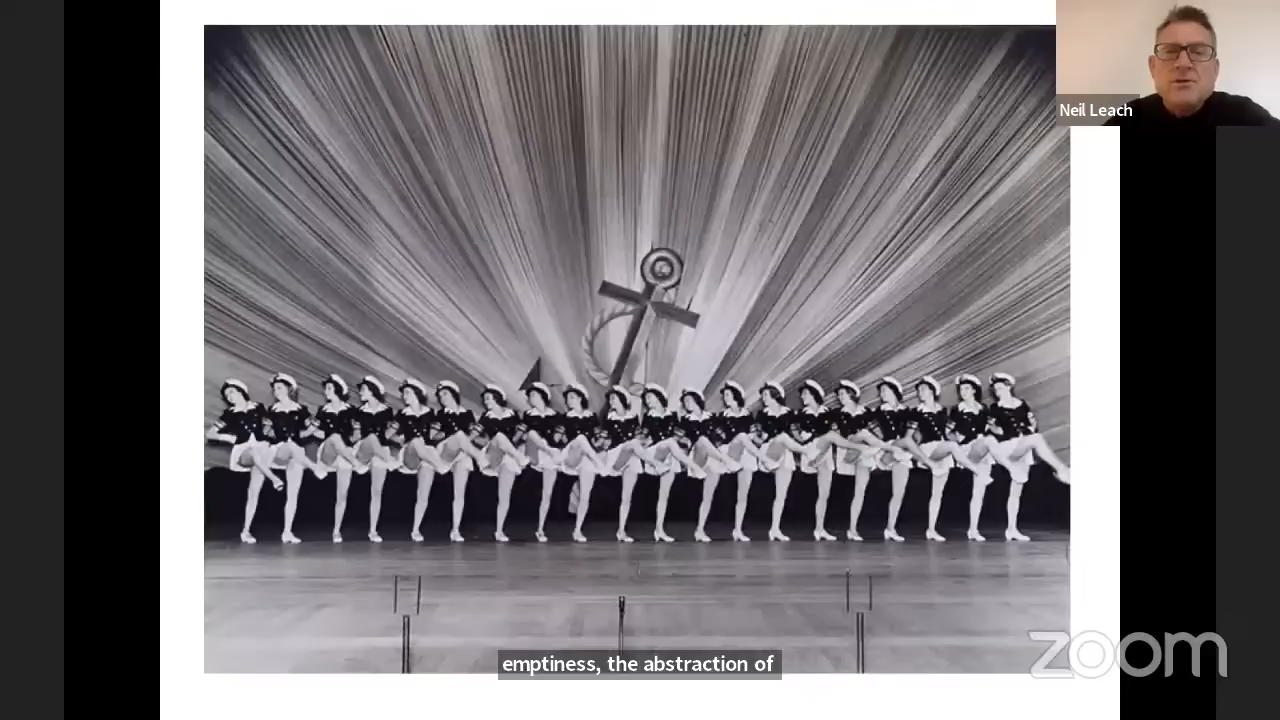 Neil Leach
emptiness, the abstraction of
zoom